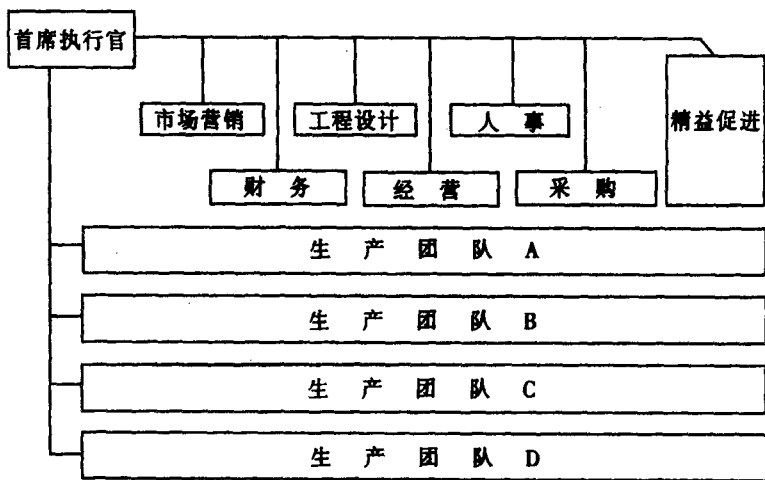 首席执行官
市场营销
工程设计
人 事
精益促进
财 务
经 营
采 购
生 产 团 队 A
生 产 团 队 B
生 产 团 队 C
生 产 团 队 D